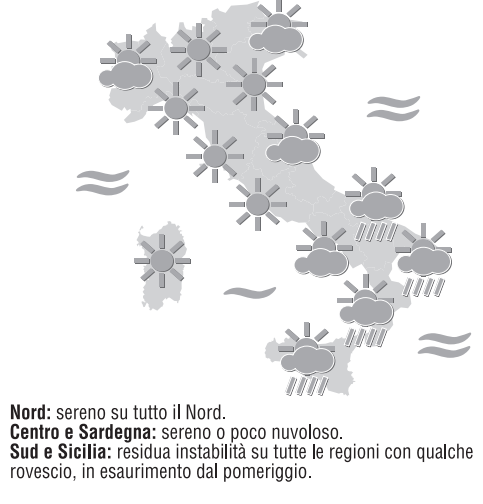 Nord: sereno su tutto il Nord.
Centro e Sardegna: sereno o poco nuvoloso.
Sud e Sicilia: residua instabilità su tutte le regioni con qualche
rovescio, in esaurimento dal pomeriggio.